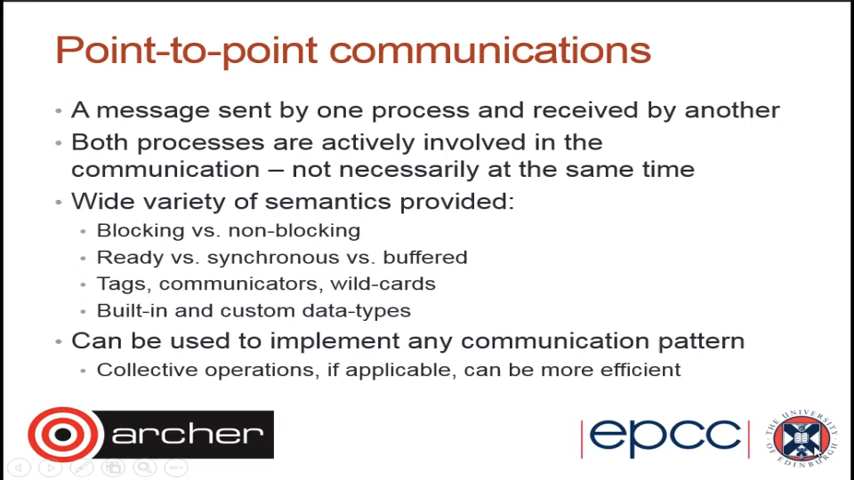 Point-to-point communications
• A message sent by one process and received by another
• Both processes are actively involved in the
communication – not necessarily at the same time
• Wide variety of semantics provided:
• Blocking vs. non-blocking
• Ready vs. synchronous vs. buffered
• Tags, communicators, wild-cards
• Built-in and custom data-types
• Can be used to implement any communication pattern
• Collective operations, if applicable, can be more efficient
archer
|epcc|
THE UNIVERSITY
OF EDINBURGH